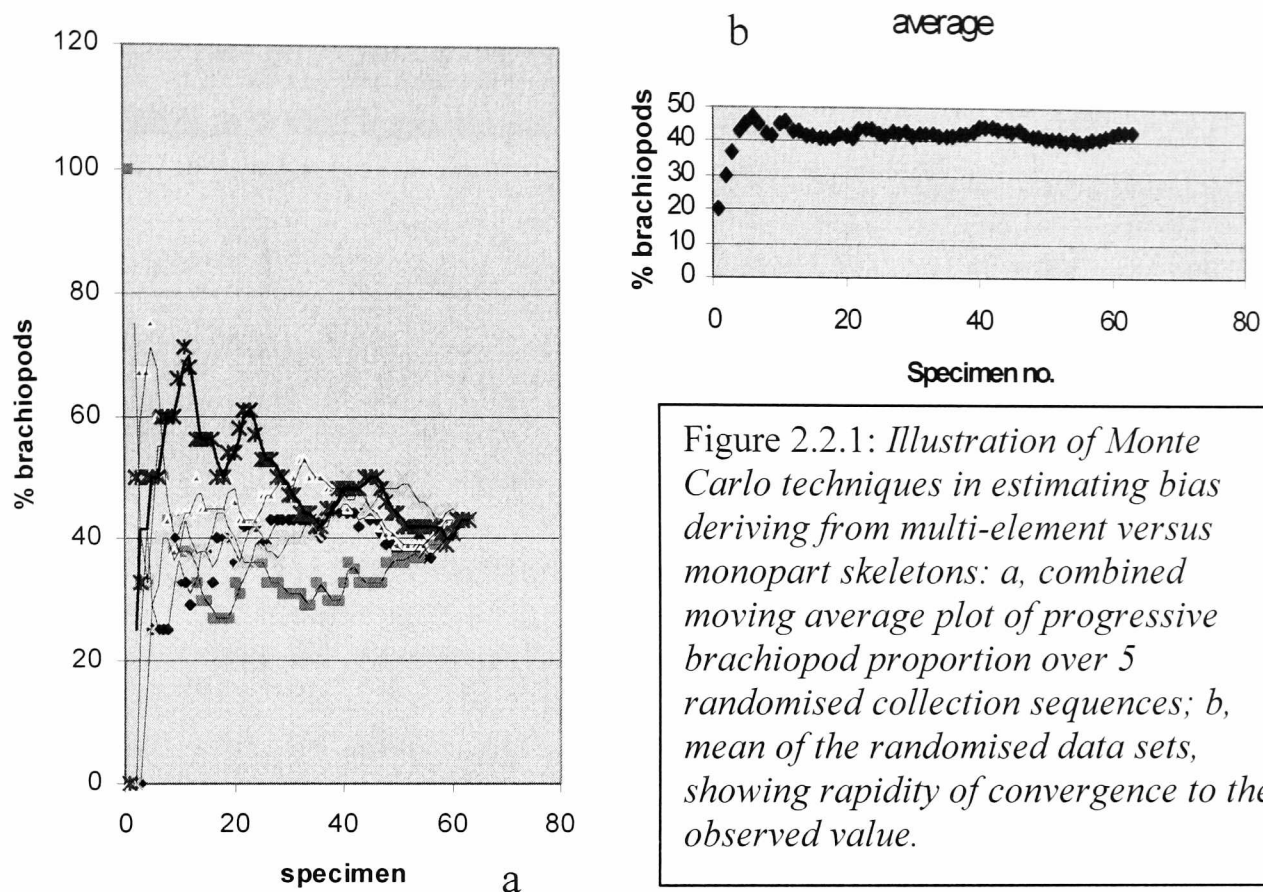 120
100
80
60
40
20
0
% brachiopods
0 20 40 60 80
specimen
a
b average
50
40
30
20
10
0
% brachiopods
0 20 40 60 80
Specimen no.
Figure 2.2.1: Illustration of Monte
Carlo techniques in estimating bias
deriving from multi-element versus
monopart skeletons: a, combined
moving average plot of progressive
brachiopod proportion over 5
randomised collection sequences; b,
mean of the randomised data sets,
showing rapidity of convergence to the
observed value.